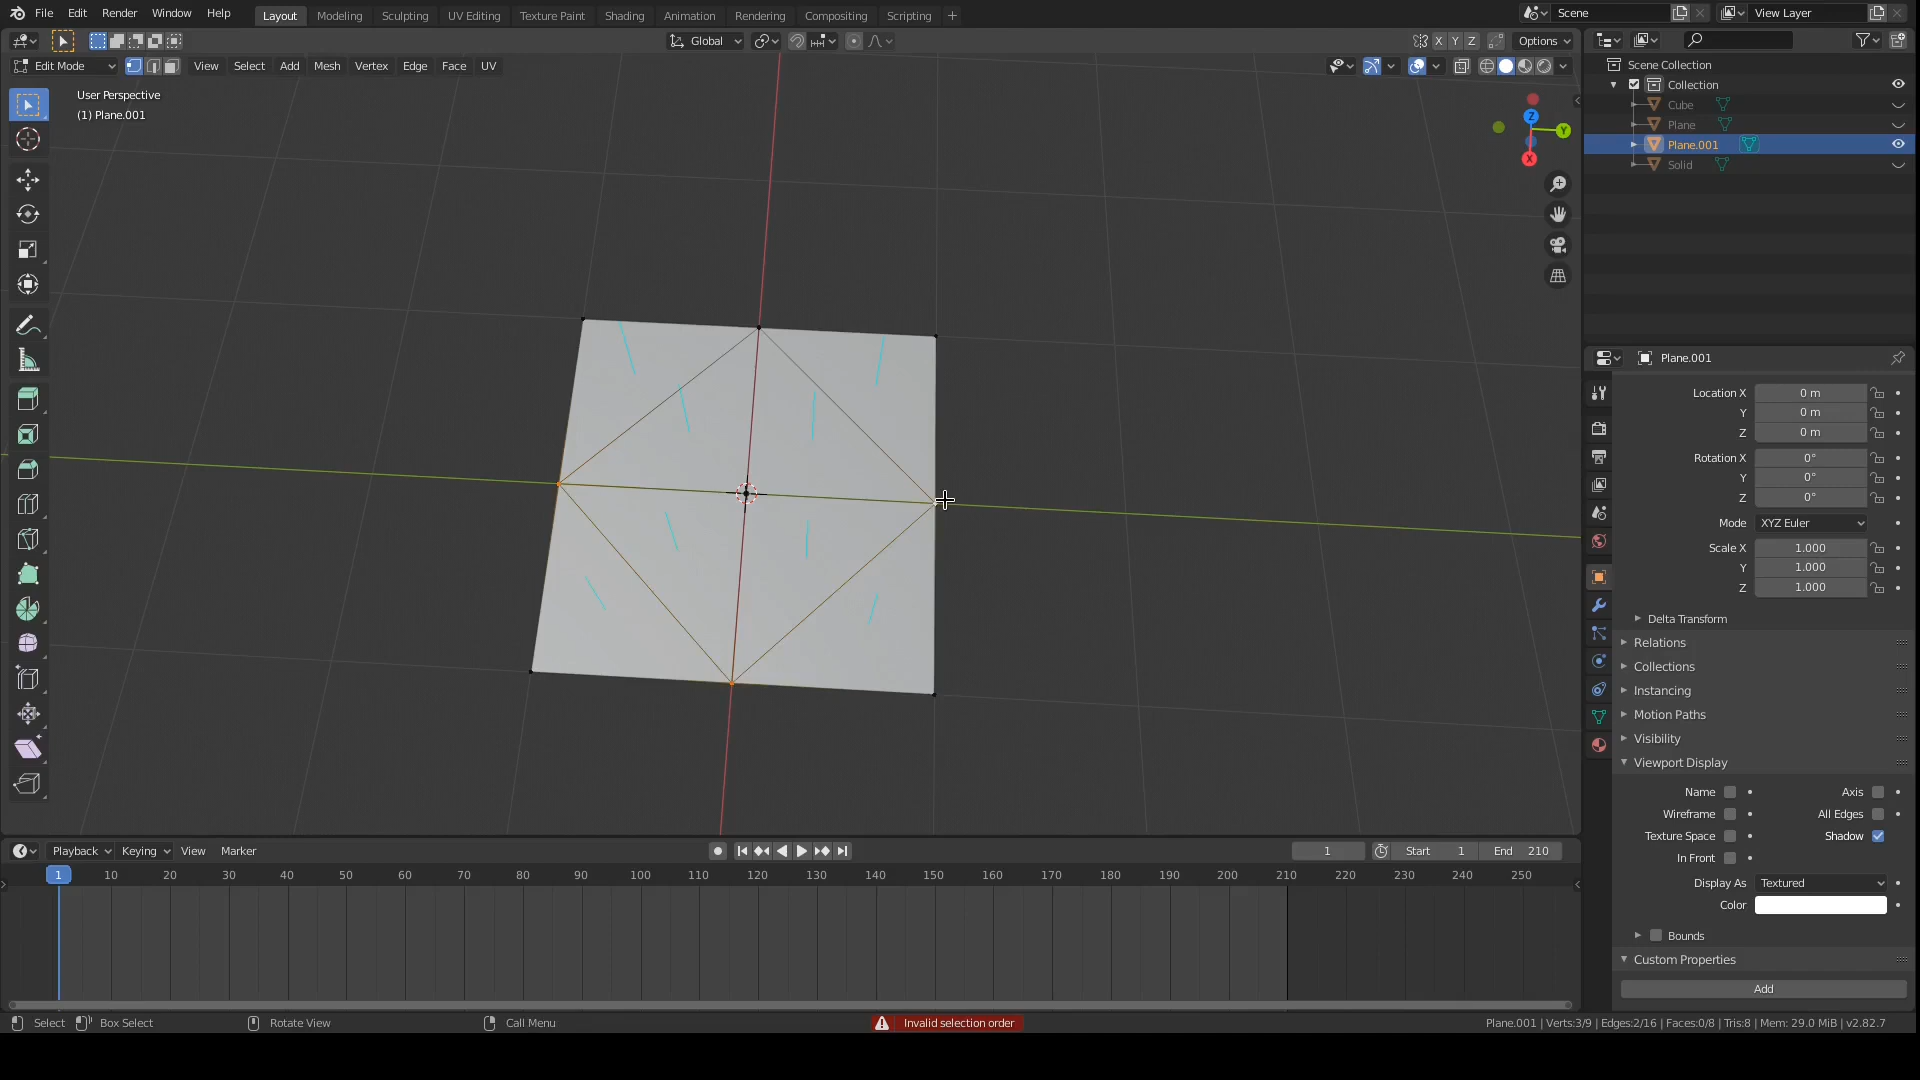 File Edit Render Window Help Layout Modeling Sculpting UV Editing Texture Paint Shading Animation Rendering Compositing Scripting + Scene View Layer
Global X Y Z Options
Edit Mode View Select Add Mesh Vertex Edge Face UV
User Perspective
(1) Plane.001
Z
Y
X
Scene Collection
Collection
Cube
Plane
Plane.001
Solid
Plane.001
Location X 0 m
Y 0 m
Z 0 m
Rotation X 0°
Y 0°
Z 0°
Mode XYZ Euler
Scale X 1.000
Y 1.000
Z 1.000
Delta Transform
Relations
Collections
Instancing
Motion Paths
Visibility
Viewport Display
Name Axis
Wireframe All Edges
Texture Space Shadow
In Front
Display As Textured
Color
Bounds
Custom Properties
Add
Playback Keying View Marker 1 Start 1 End 210
1 10 20 30 40 50 60 70 80 90 100 110 120 130 140 150 160 170 180 190 200 210 220 230 240 250
Select Box Select Rotate View Call Menu Invalid selection order Plane.001 | Verts:3/9 | Edges:2/16 | Faces:0/8 | Tris:8 | Mem: 29.0 MiB | v2.82.7